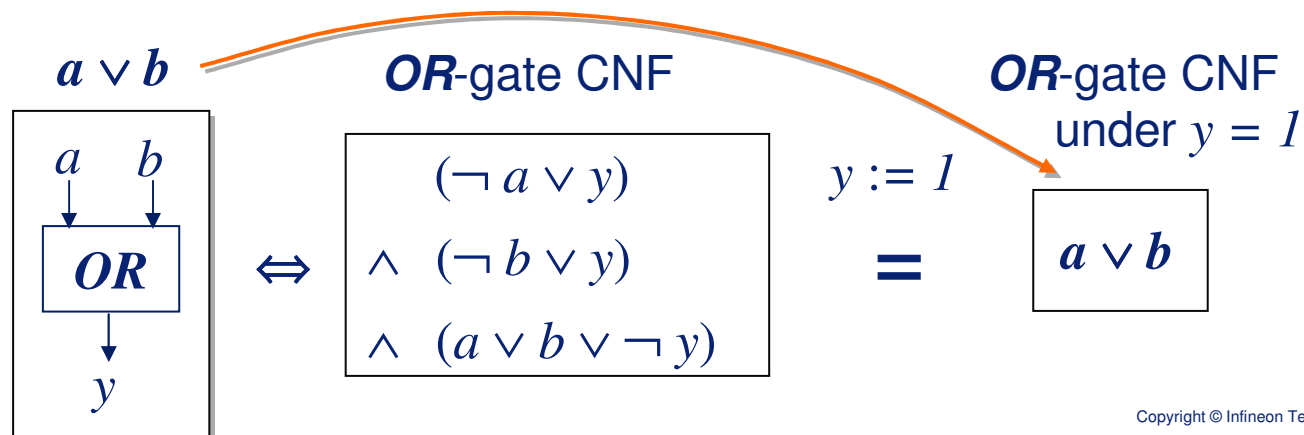 a ∨ b
OR-gate CNF
OR-gate CNF
under y = 1
a b
OR
y
⇔
(¬ a ∨ y)
∧ (¬ b ∨ y)
∧ (a ∨ b ∨ ¬ y)
y := 1
=
a ∨ b
Copyright © Infineon Te